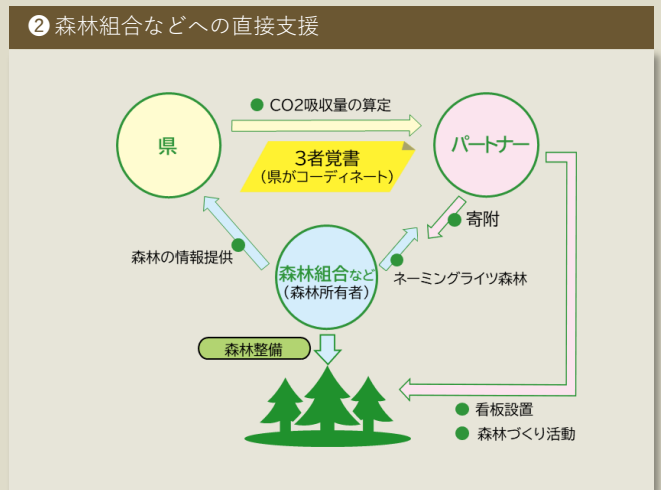 ❷ 森林組合などへの直接支援
● CO2吸収量の算定
県
パートナー
3者覚書
(県がコーディネート)
● 寄附
森林の情報提供
森林組合など
(森林所有者)
ネーミングライツ森林
森林整備
● 看板設置
● 森林づくり活動